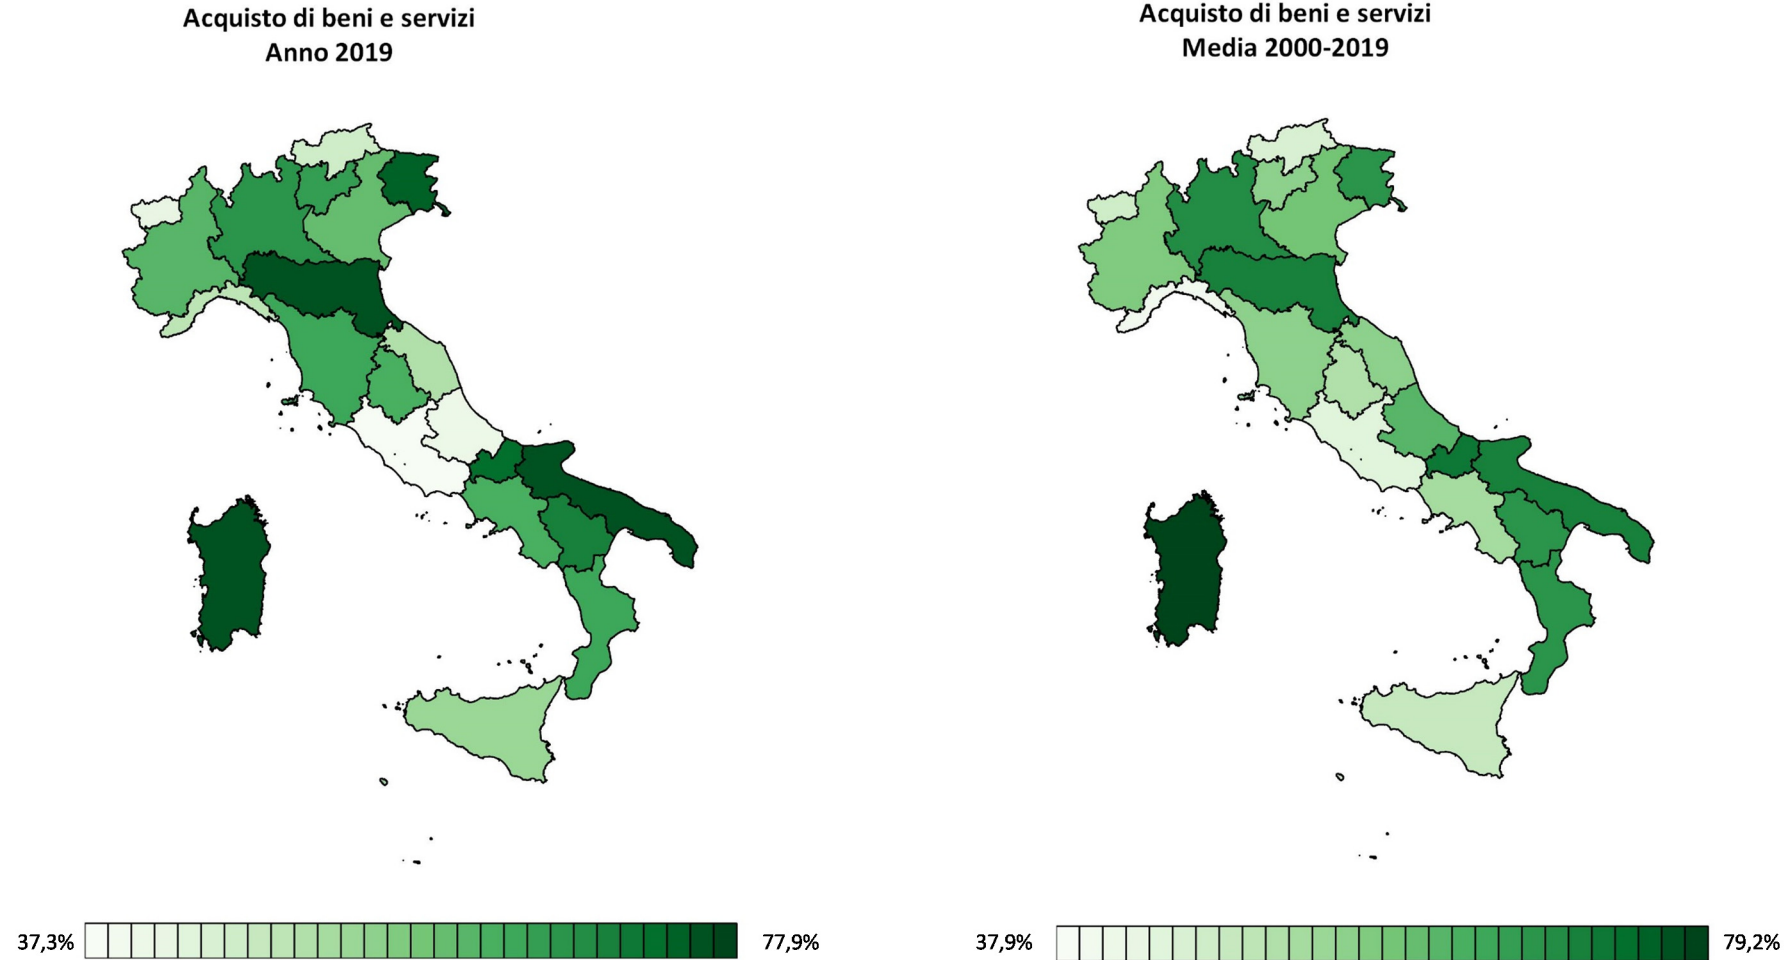 Acquisto di beni e servizi
Anno 2019
Acquisto di beni e servizi
Media 2000-2019
37,3%
77,9%
37,9%
79,2%